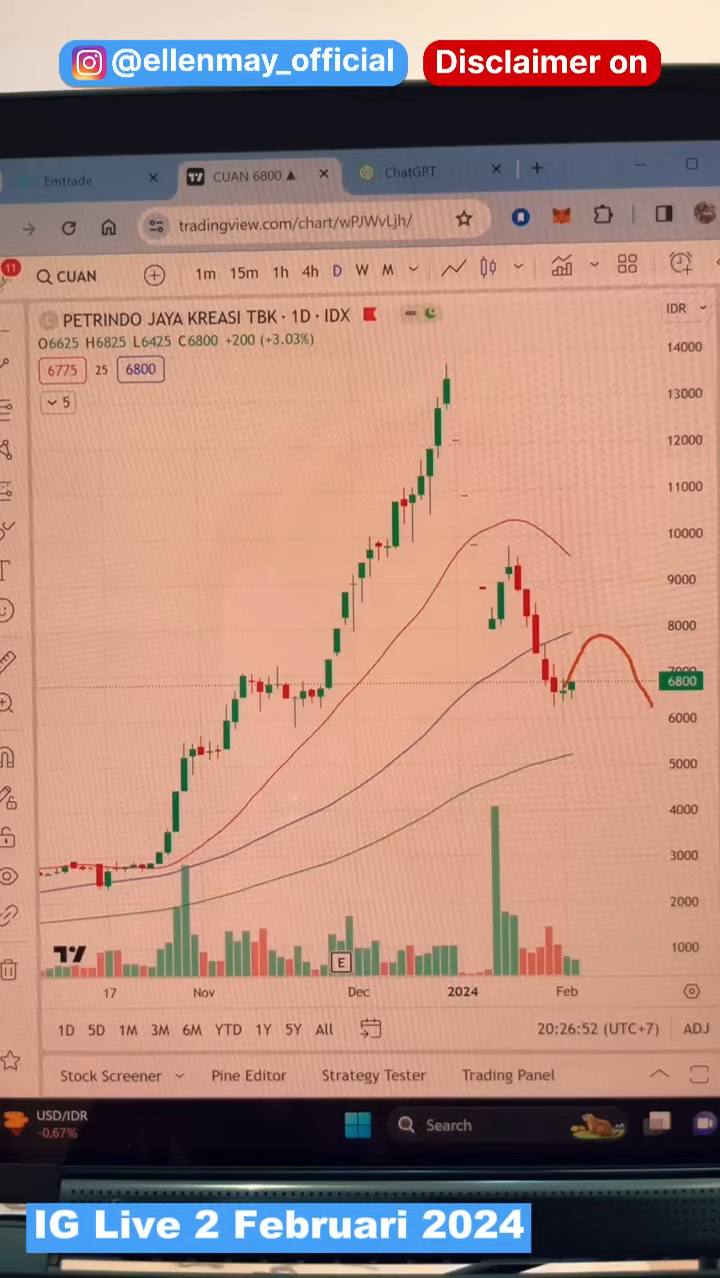 @ellenmay_official
Disclaimer on
Emtrade
CUAN 6800 ▲
ChatGPT
tradingview.com/chart/wPJWvLjh/
11
CUAN
1m 15m 1h 4h D W M
PETRINDO JAYA KREASI TBK · 1D · IDX
IDR
O6625 H6825 L6425 C6800 +200 (+3.03%)
6775 25 6800
5
14000
13000
12000
11000
10000
9000
8000
7000
6800
6000
5000
4000
3000
2000
1000
E
17 Nov Dec 2024 Feb
1D 5D 1M 3M 6M YTD 1Y 5Y All
20:26:52 (UTC+7) ADJ
Stock Screener Pine Editor Strategy Tester Trading Panel
USD/IDR
-0,67%
Search
IG Live 2 Februari 2024